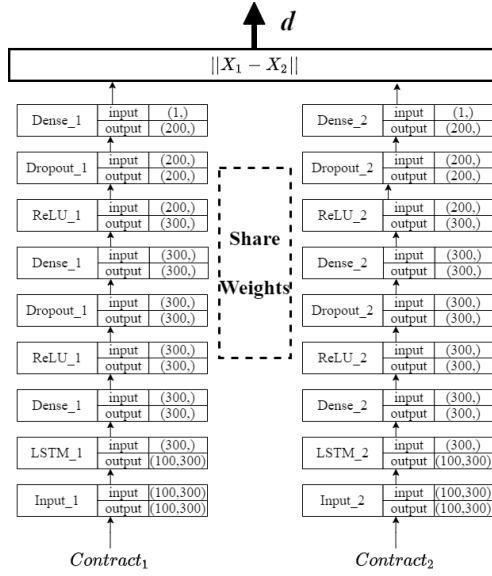 d
||X₁ − X₂||
Dense_1 input (1,)
output (200,)
Dropout_1 input (200,)
output (200,)
ReLU_1 input (200,)
output (300,)
Dense_1 input (300,)
output (300,)
Dropout_1 input (300,)
output (300,)
ReLU_1 input (300,)
output (300,)
Dense_1 input (300,)
output (300,)
LSTM_1 input (300,)
output (100,300)
Input_1 input (100,300)
output (100,300)
Contract₁
Share
Weights
Dense_2 input (1,)
output (200,)
Dropout_2 input (200,)
output (200,)
ReLU_2 input (200,)
output (300,)
Dense_2 input (300,)
output (300,)
Dropout_2 input (300,)
output (300,)
ReLU_2 input (300,)
output (300,)
Dense_2 input (300,)
output (300,)
LSTM_2 input (300,)
output (100,300)
Input_2 input (100,300)
output (100,300)
Contract₂